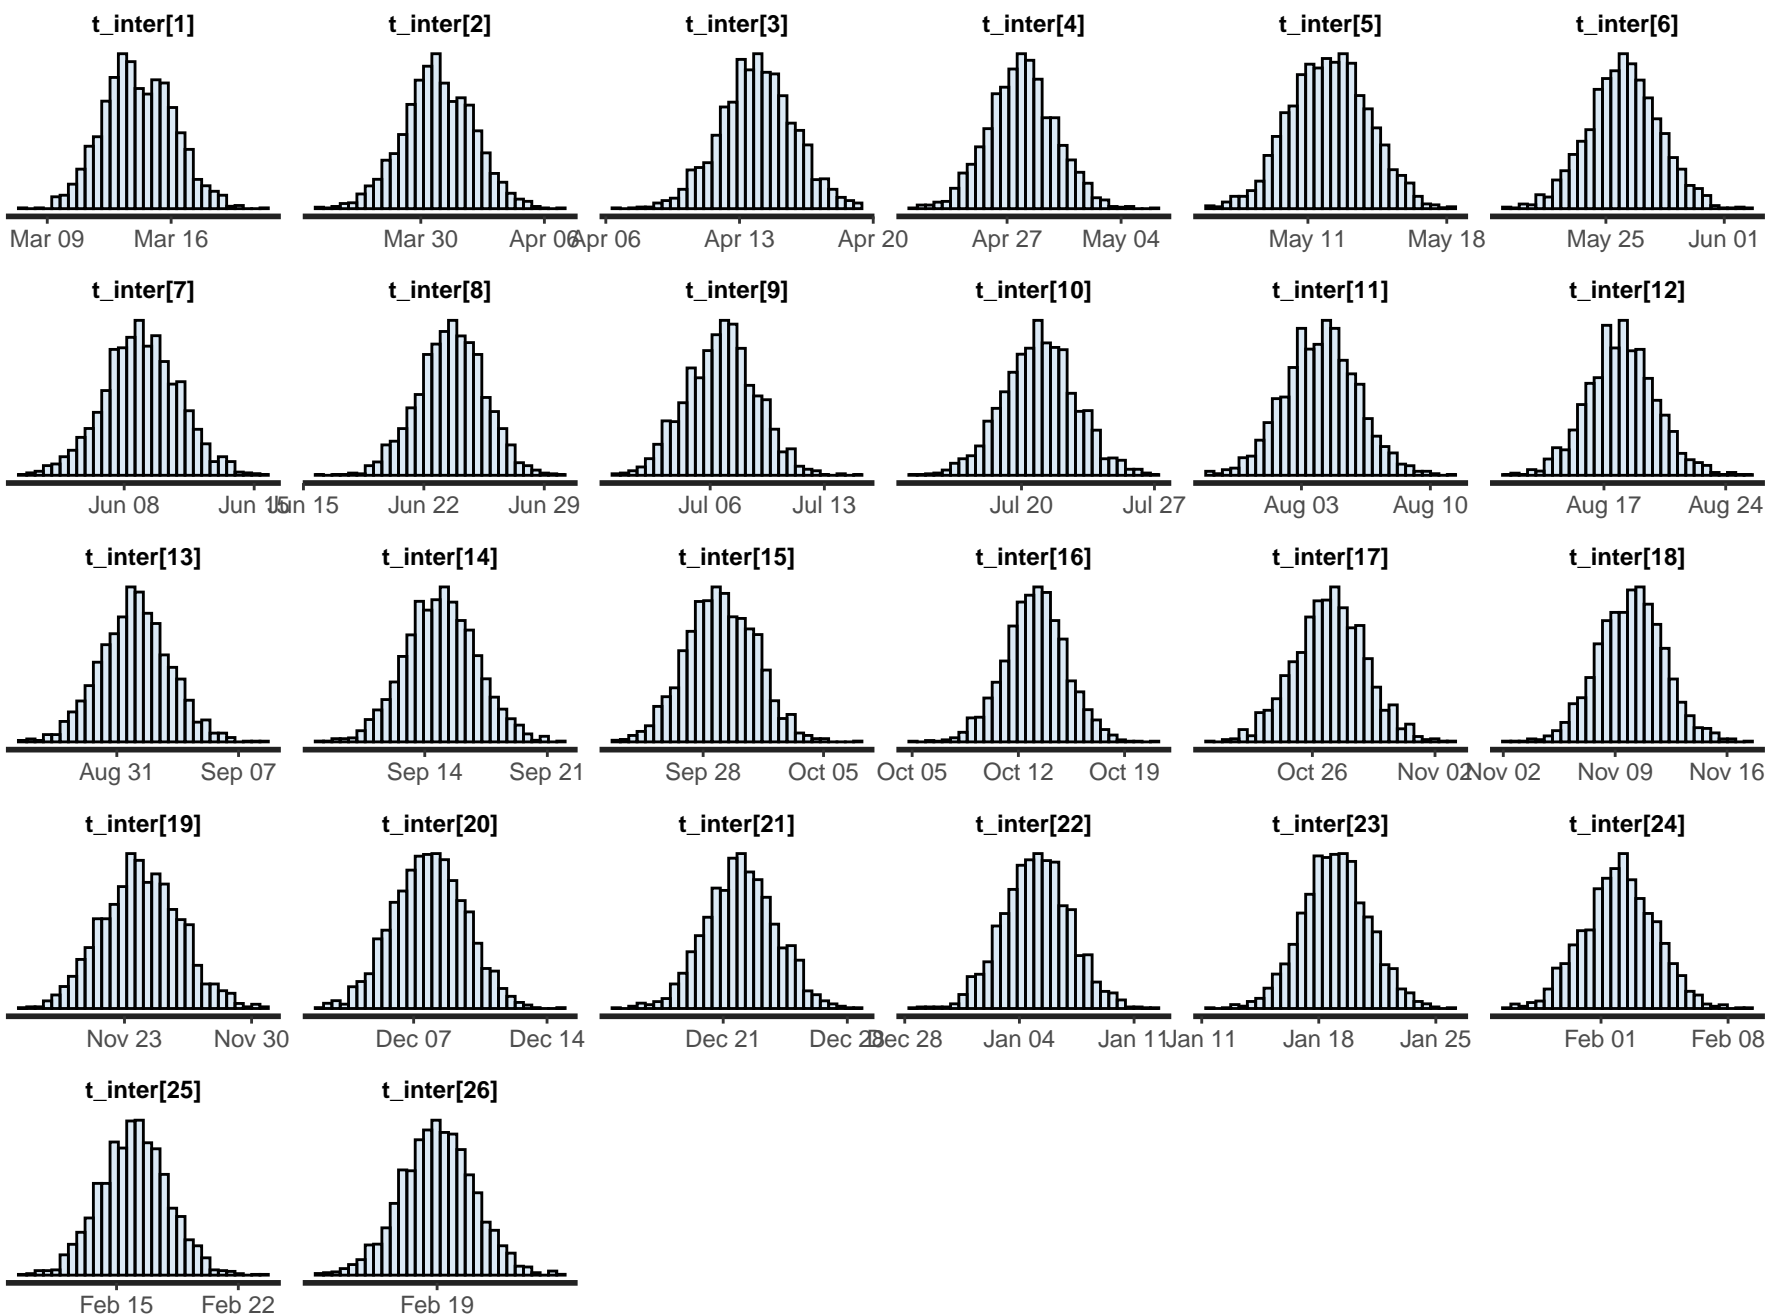 t_inter[1] t_inter[2] t_inter[3] t_inter[4] t_inter[5] t_inter[6]
Mar 09 Mar 16 Mar 30 Apr 06 Apr 06 Apr 13 Apr 20 Apr 27 May 04 May 11 May 18 May 25 Jun 01
t_inter[7] t_inter[8] t_inter[9] t_inter[10] t_inter[11] t_inter[12]
Jun 08 Jun 15 Jun 15 Jun 22 Jun 29 Jul 06 Jul 13 Jul 20 Jul 27 Aug 03 Aug 10 Aug 17 Aug 24
t_inter[13] t_inter[14] t_inter[15] t_inter[16] t_inter[17] t_inter[18]
Aug 31 Sep 07 Sep 14 Sep 21 Sep 28 Oct 05 Oct 05 Oct 12 Oct 19 Oct 26 Nov 02 Nov 02 Nov 09 Nov 16
t_inter[19] t_inter[20] t_inter[21] t_inter[22] t_inter[23] t_inter[24]
Nov 23 Nov 30 Dec 07 Dec 14 Dec 21 Dec 28 Dec 28 Jan 04 Jan 11 Jan 11 Jan 18 Jan 25 Feb 01 Feb 08
t_inter[25] t_inter[26]
Feb 15 Feb 22 Feb 19